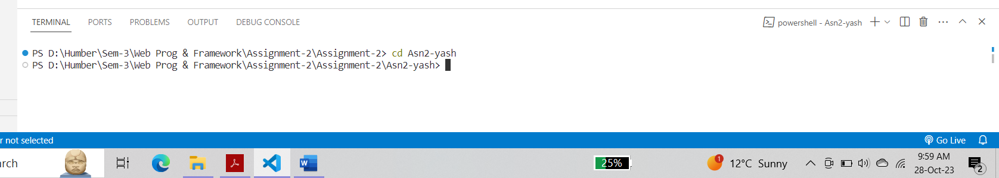 TERMINAL PORTS PROBLEMS OUTPUT DEBUG CONSOLE powershell - Asn2-yash
PS D:\Humber\Sem-3\Web Prog & Framework\Assignment-2\Assignment-2> cd Asn2-yash
PS D:\Humber\Sem-3\Web Prog & Framework\Assignment-2\Assignment-2\Asn2-yash>
r not selected Go Live
arch 25% 1 12°C Sunny 9:59 AM
28-Oct-23 2